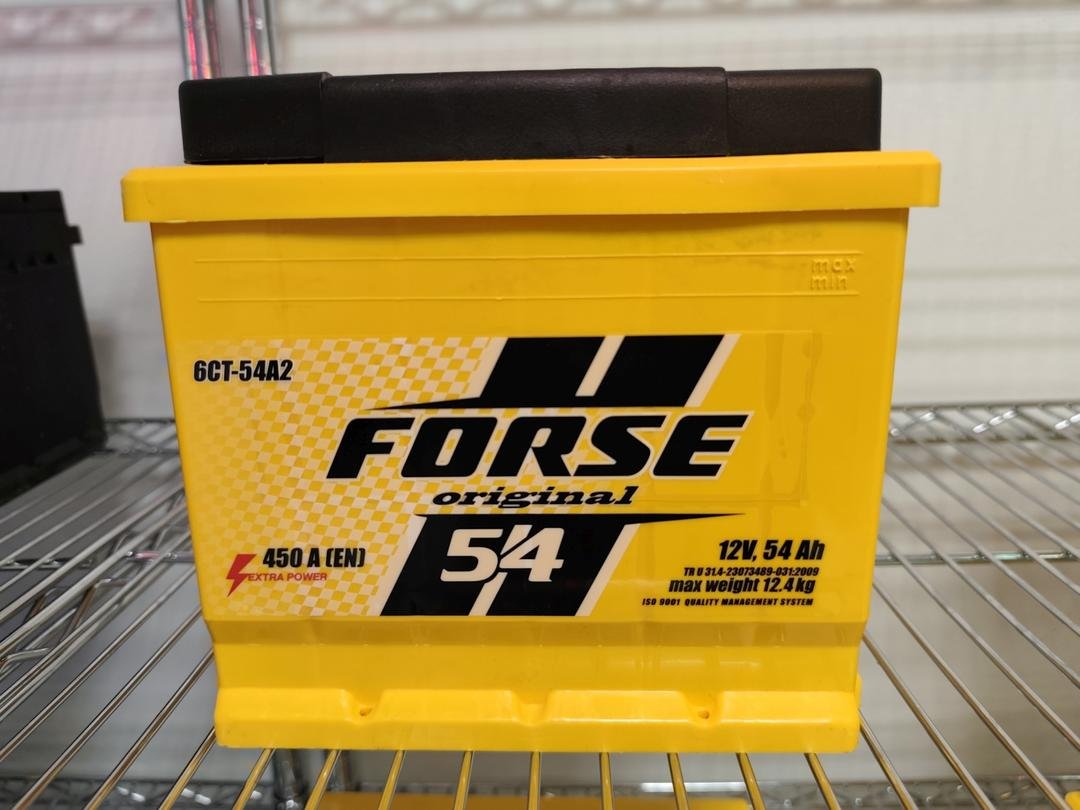 max
min
6CT-54A2
FORSE
original
54
450 A (EN)
EXTRA POWER
12V, 54 Ah
TR U 31.4-23073489-031:2009
max weight 12.4 kg
ISO 9001 QUALITY MANAGEMENT SYSTEM